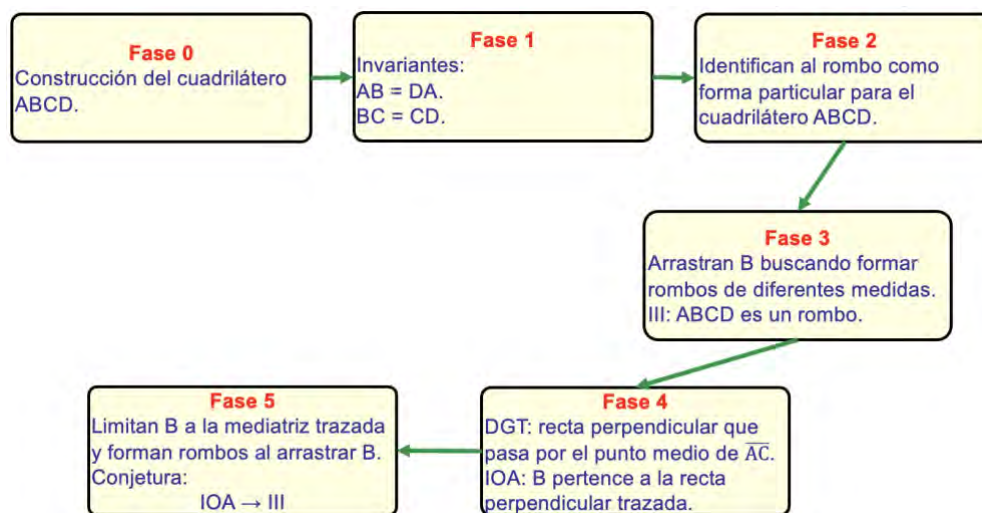 Fase 0
Construcción del cuadrilátero
ABCD.
Fase 1
Invariantes:
AB = DA.
BC = CD.
Fase 2
Identifican al rombo como
forma particular para el
cuadrilátero ABCD.
Fase 3
Arrastran B buscando formar
rombos de diferentes medidas.
III: ABCD es un rombo.
Fase 4
DGT: recta perpendicular que
pasa por el punto medio de A̅C̅.
IOA: B pertence a la recta
perpendicular trazada.
Fase 5
Limitan B a la mediatriz trazada
y forman rombos al arrastrar B.
Conjetura:
IOA → III